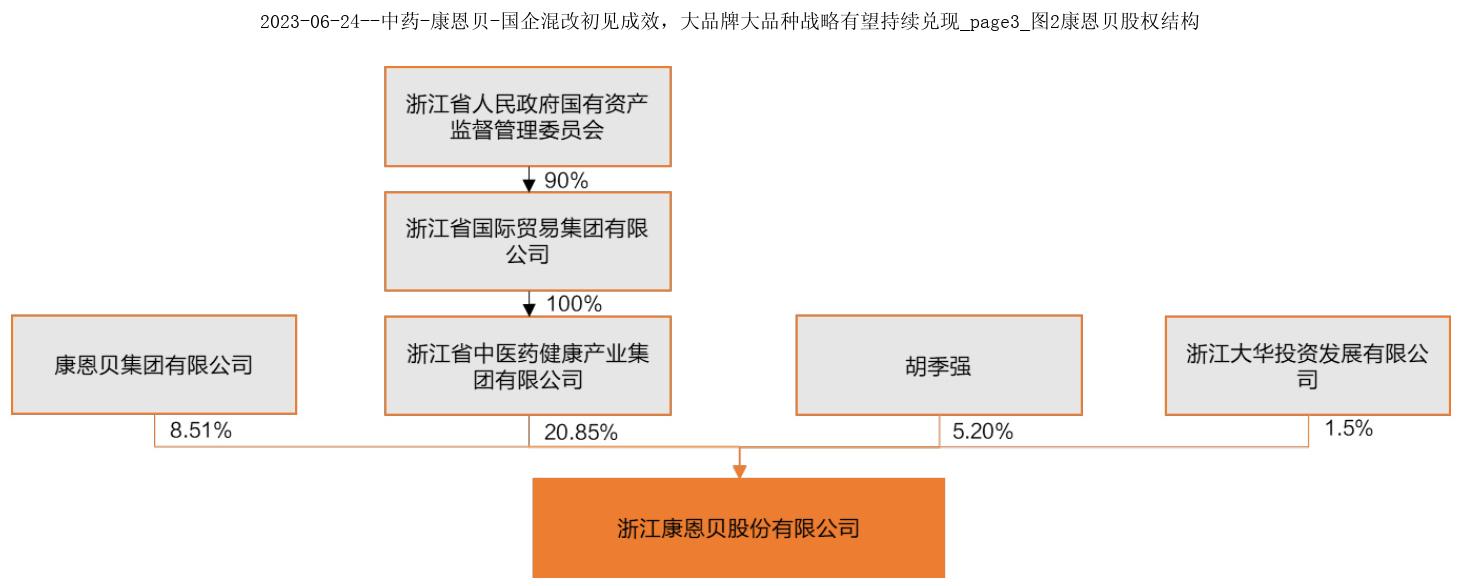 2023-06-24--中药-康恩贝-国企混改初见成效，大品牌大品种战略有望持续兑现_page3_图2康恩贝股权结构
浙江省人民政府国有资产
监督管理委员会
90%
浙江省国际贸易集团有限
公司
100%
康恩贝集团有限公司
浙江省中医药健康产业集
团有限公司
胡季强
浙江大华投资发展有限公
司
8.51%
20.85%
5.20%
1.5%
浙江康恩贝股份有限公司